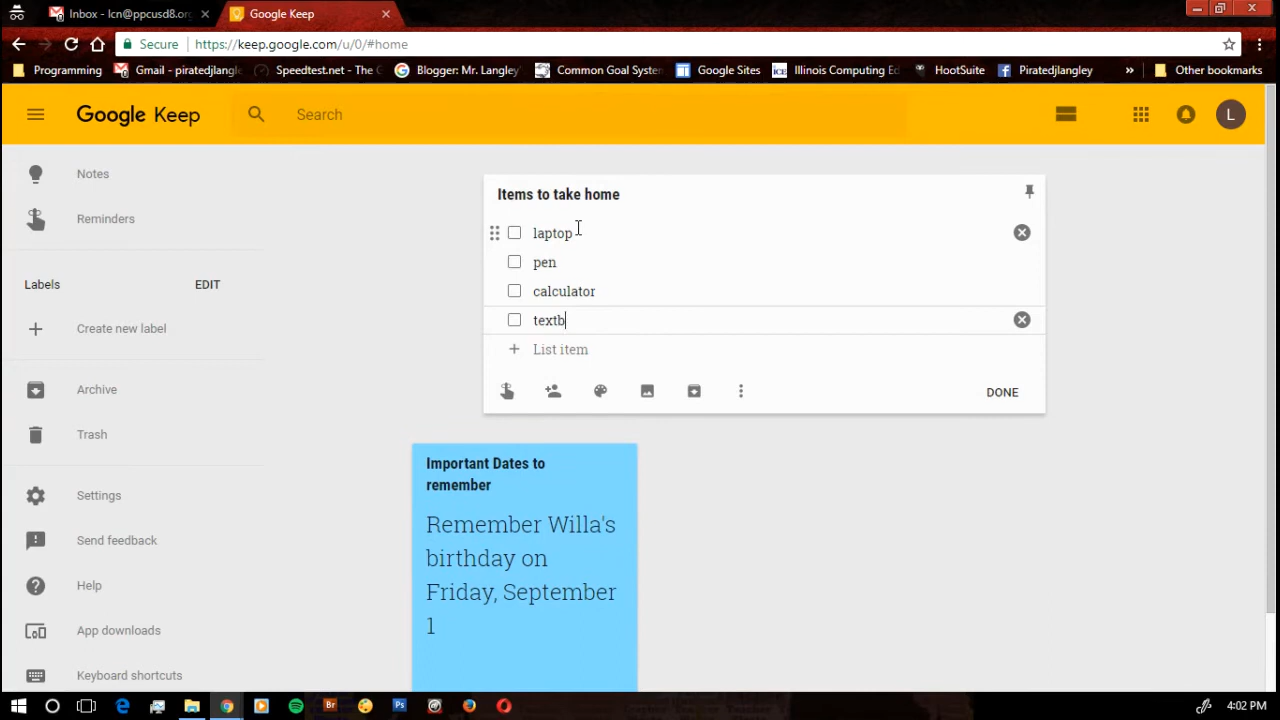 Inbox - lcn@ppcusd8.org
Google Keep
Secure https://keep.google.com/u/0/#home
Programming Gmail - piratedjlangle Speedtest.net - The G Blogger: Mr. Langley' Common Goal System Google Sites Illinois Computing Ed HootSuite Piratedjlangley » Other bookmarks
Google Keep Search L
Notes
Reminders
Labels EDIT
Create new label
Archive
Trash
Settings
Send feedback
Help
App downloads
Keyboard shortcuts
Items to take home
laptop
pen
calculator
textb
+ List item
DONE
Important Dates to
remember
Remember Willa's
birthday on
Friday, September
1
4:02 PM